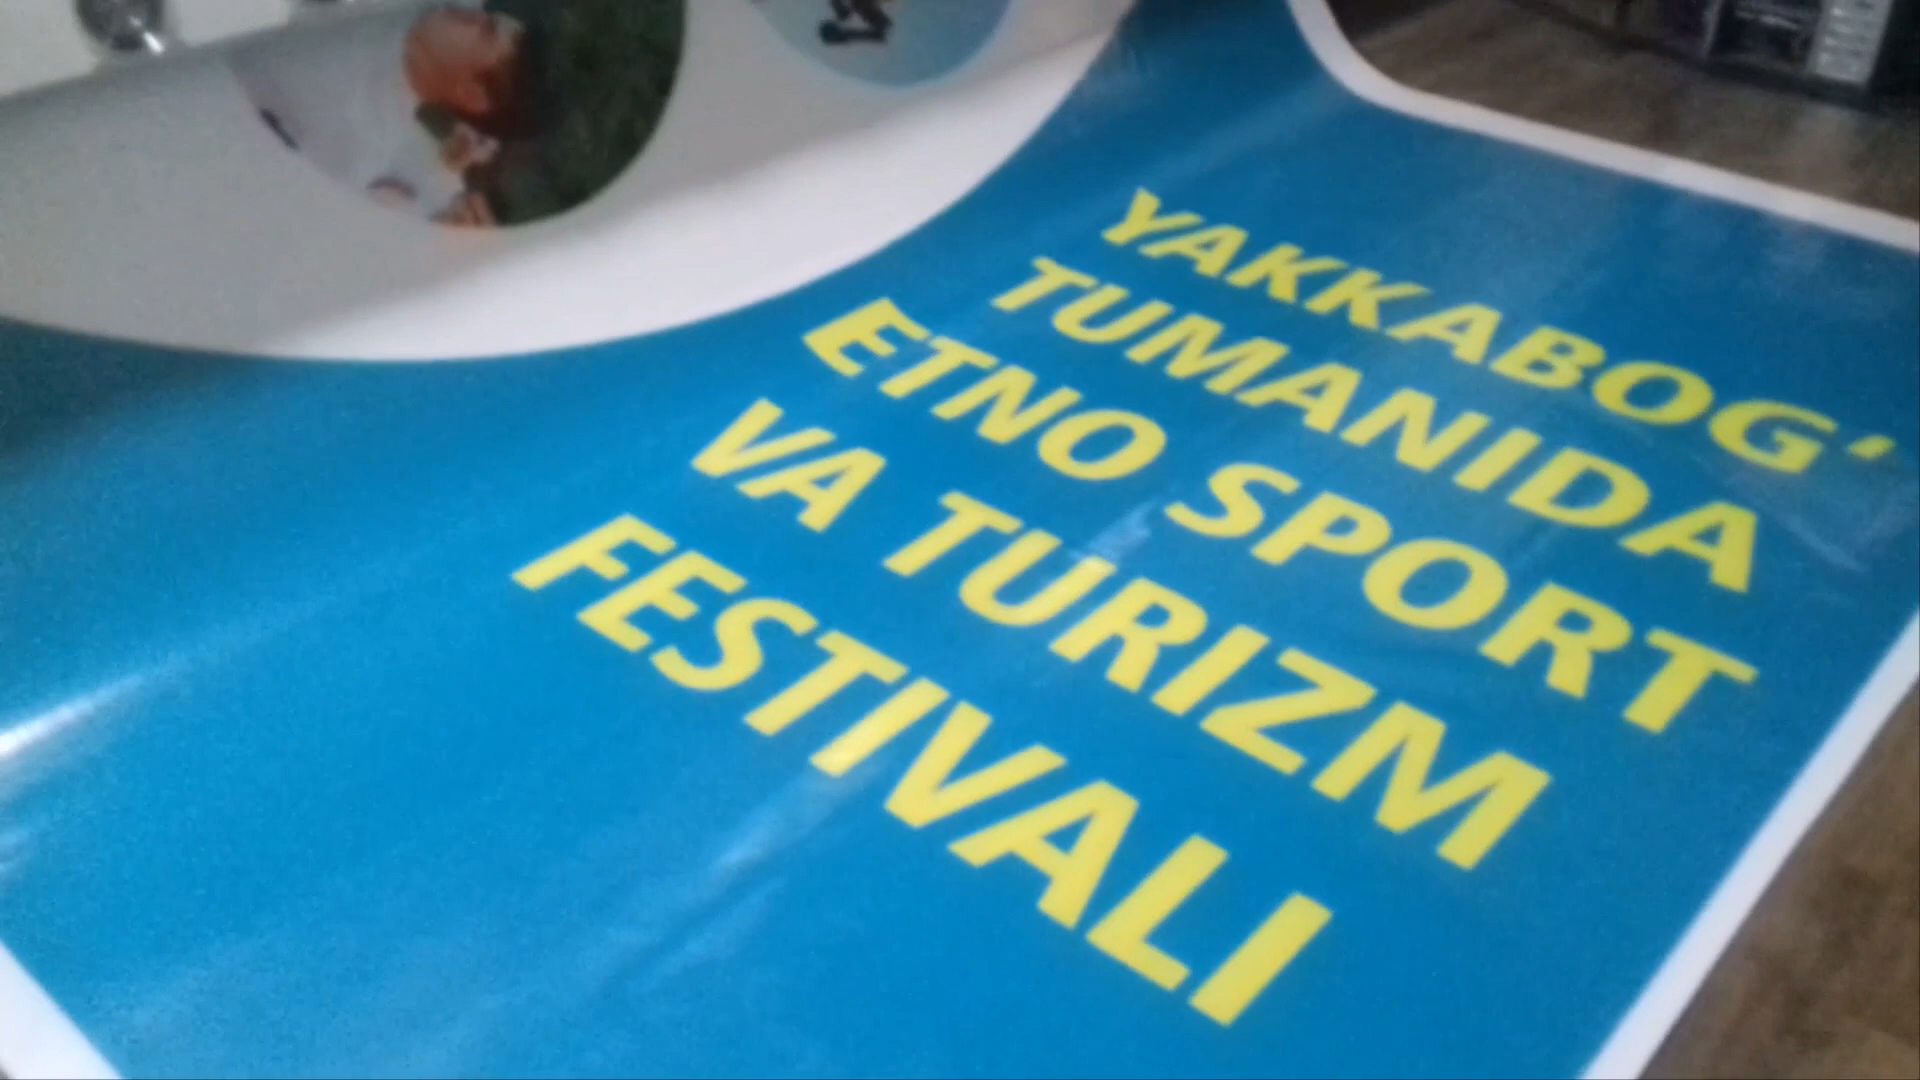 YAKKABOG'
TUMANIDA
ETNO SPORT
VA TURIZM
FESTIVALI